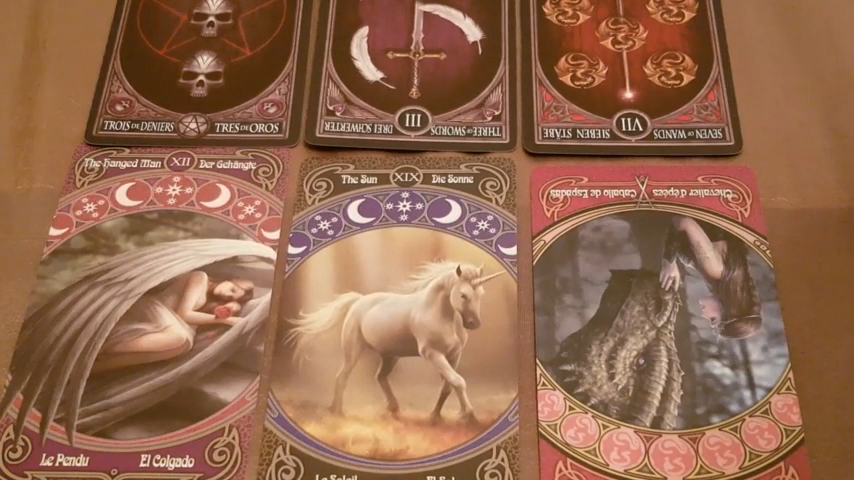 TROIS DE DENIERS TRES DE OROS
THREE OF SWORDS III DREI SCHWERTER
SEVEN OF WANDS VII SIEBEN STÄBE
The Hanged Man XII Der Gehängte
The Sun XIX Die Sonne
Chevalier d'épées Caballo de Espadas
Le Pendu El Colgado
Le Soleil